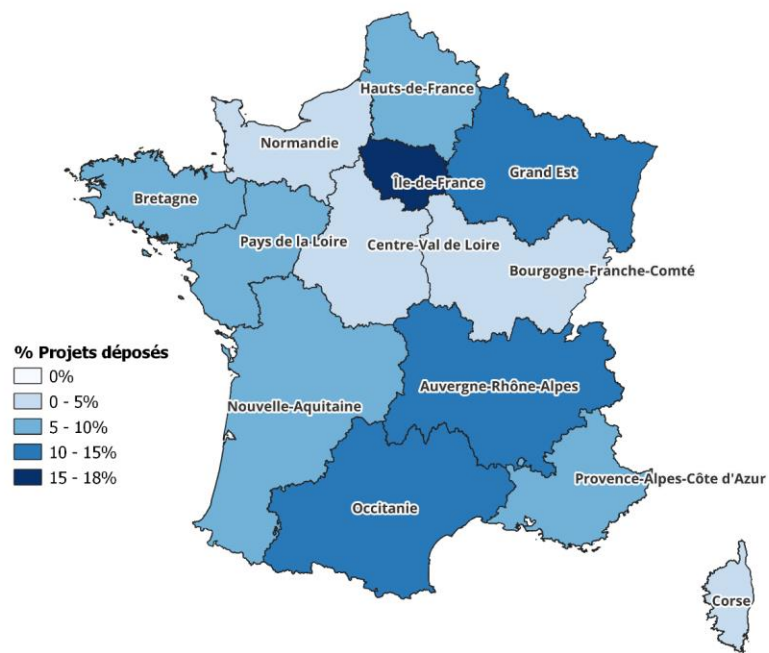 Hauts-de-France
Normandie
Grand Est
Île-de-France
Bretagne
Pays de la Loire
Centre-Val de Loire
Bourgogne-Franche-Comté
% Projets déposés
0%
0 - 5%
5 - 10%
10 - 15%
15 - 18%
Auvergne-Rhône-Alpes
Nouvelle-Aquitaine
Provence-Alpes-Côte d'Azur
Occitanie
Corse